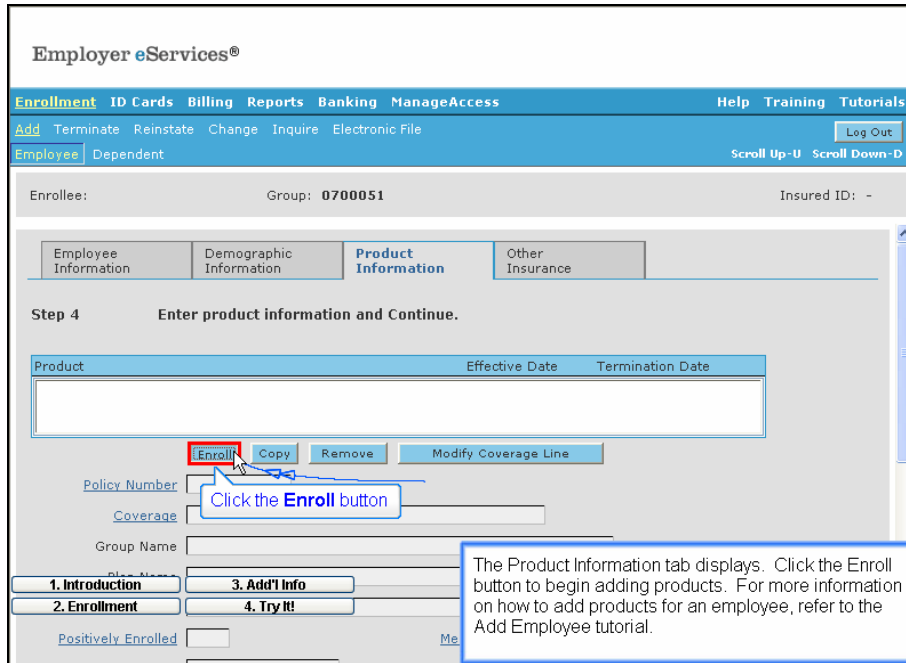 Employer eServices®
Enrollment ID Cards Billing Reports Banking ManageAccess Help Training Tutorials
Add Terminate Reinstate Change Inquire Electronic File Log Out
Employee Dependent Scroll Up-U Scroll Down-D
Enrollee: Group: 0700051 Insured ID: -
Employee Information
Demographic Information
Product Information
Other Insurance
Step 4 Enter product information and Continue.
Product Effective Date Termination Date
Enroll Copy Remove Modify Coverage Line
Policy Number
Click the Enroll button
Coverage
Group Name
1. Introduction 3. Add'l Info
2. Enrollment 4. Try It!
Positively Enrolled Me
The Product Information tab displays. Click the Enroll
button to begin adding products. For more information
on how to add products for an employee, refer to the
Add Employee tutorial.